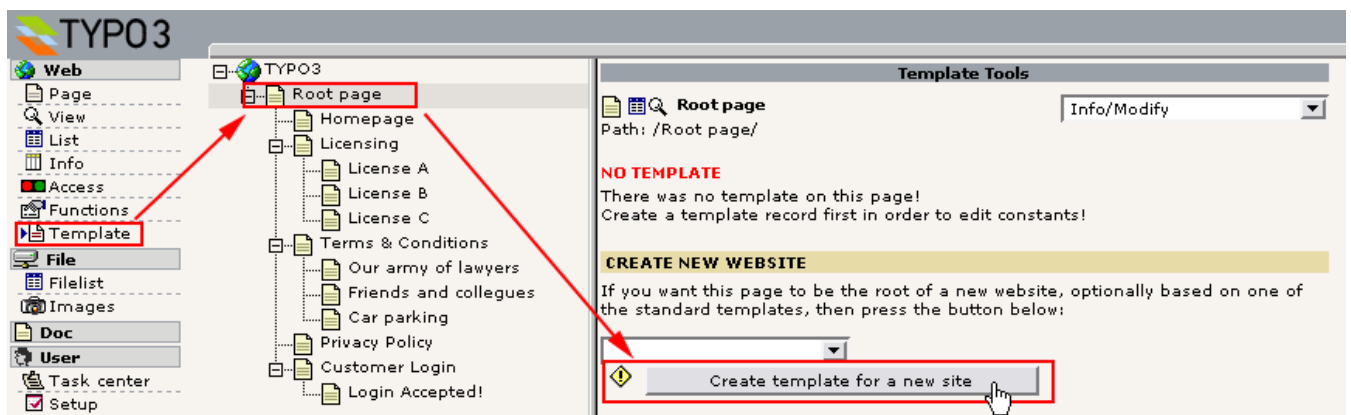 TYPO3
Web
Page
View
List
Info
Access
Functions
Template
File
Filelist
Images
Doc
User
Task center
Setup
TYPO3
Root page
Homepage
Licensing
License A
License B
License C
Terms & Conditions
Our army of lawyers
Friends and collegues
Car parking
Privacy Policy
Customer Login
Login Accepted!
Template Tools
Root page
Info/Modify
Path: /Root page/
NO TEMPLATE
There was no template on this page!
Create a template record first in order to edit constants!
CREATE NEW WEBSITE
If you want this page to be the root of a new website, optionally based on one of
the standard templates, then press the button below:
Create template for a new site